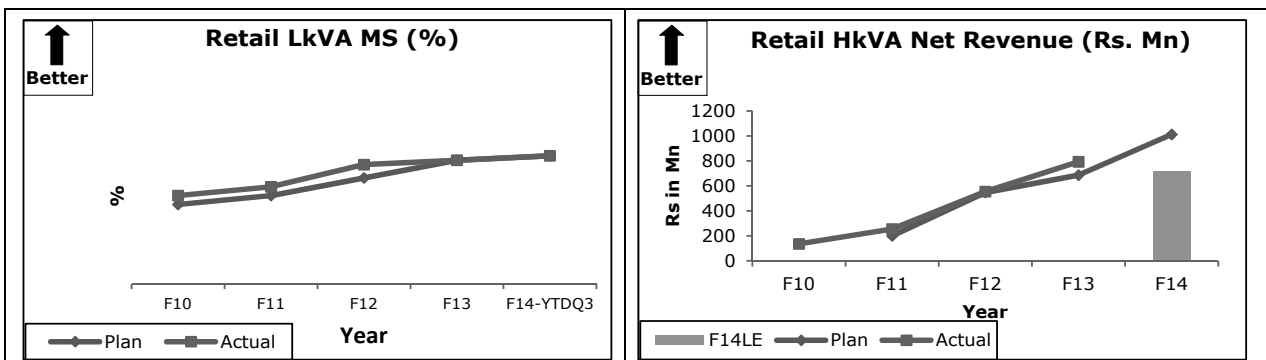 Better
Retail LkVA MS (%)
%
F10 F11 F12 F13 F14-YTDQ3
Year
Plan Actual
Better
Retail HkVA Net Revenue (Rs. Mn)
1200
1000
800
600
400
200
0
Rs in Mn
F10 F11 F12 F13 F14
Year
F14LE Plan Actual